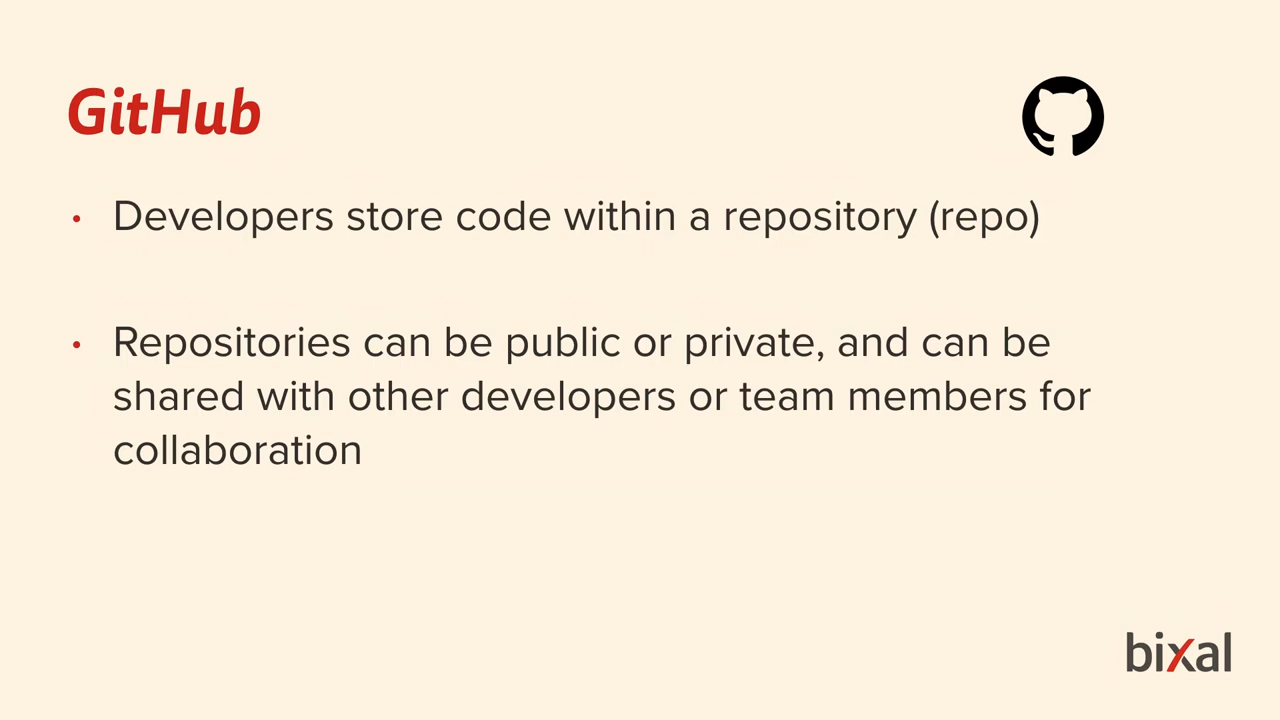 GitHub
• Developers store code within a repository (repo)
• Repositories can be public or private, and can be
shared with other developers or team members for
collaboration
bixal